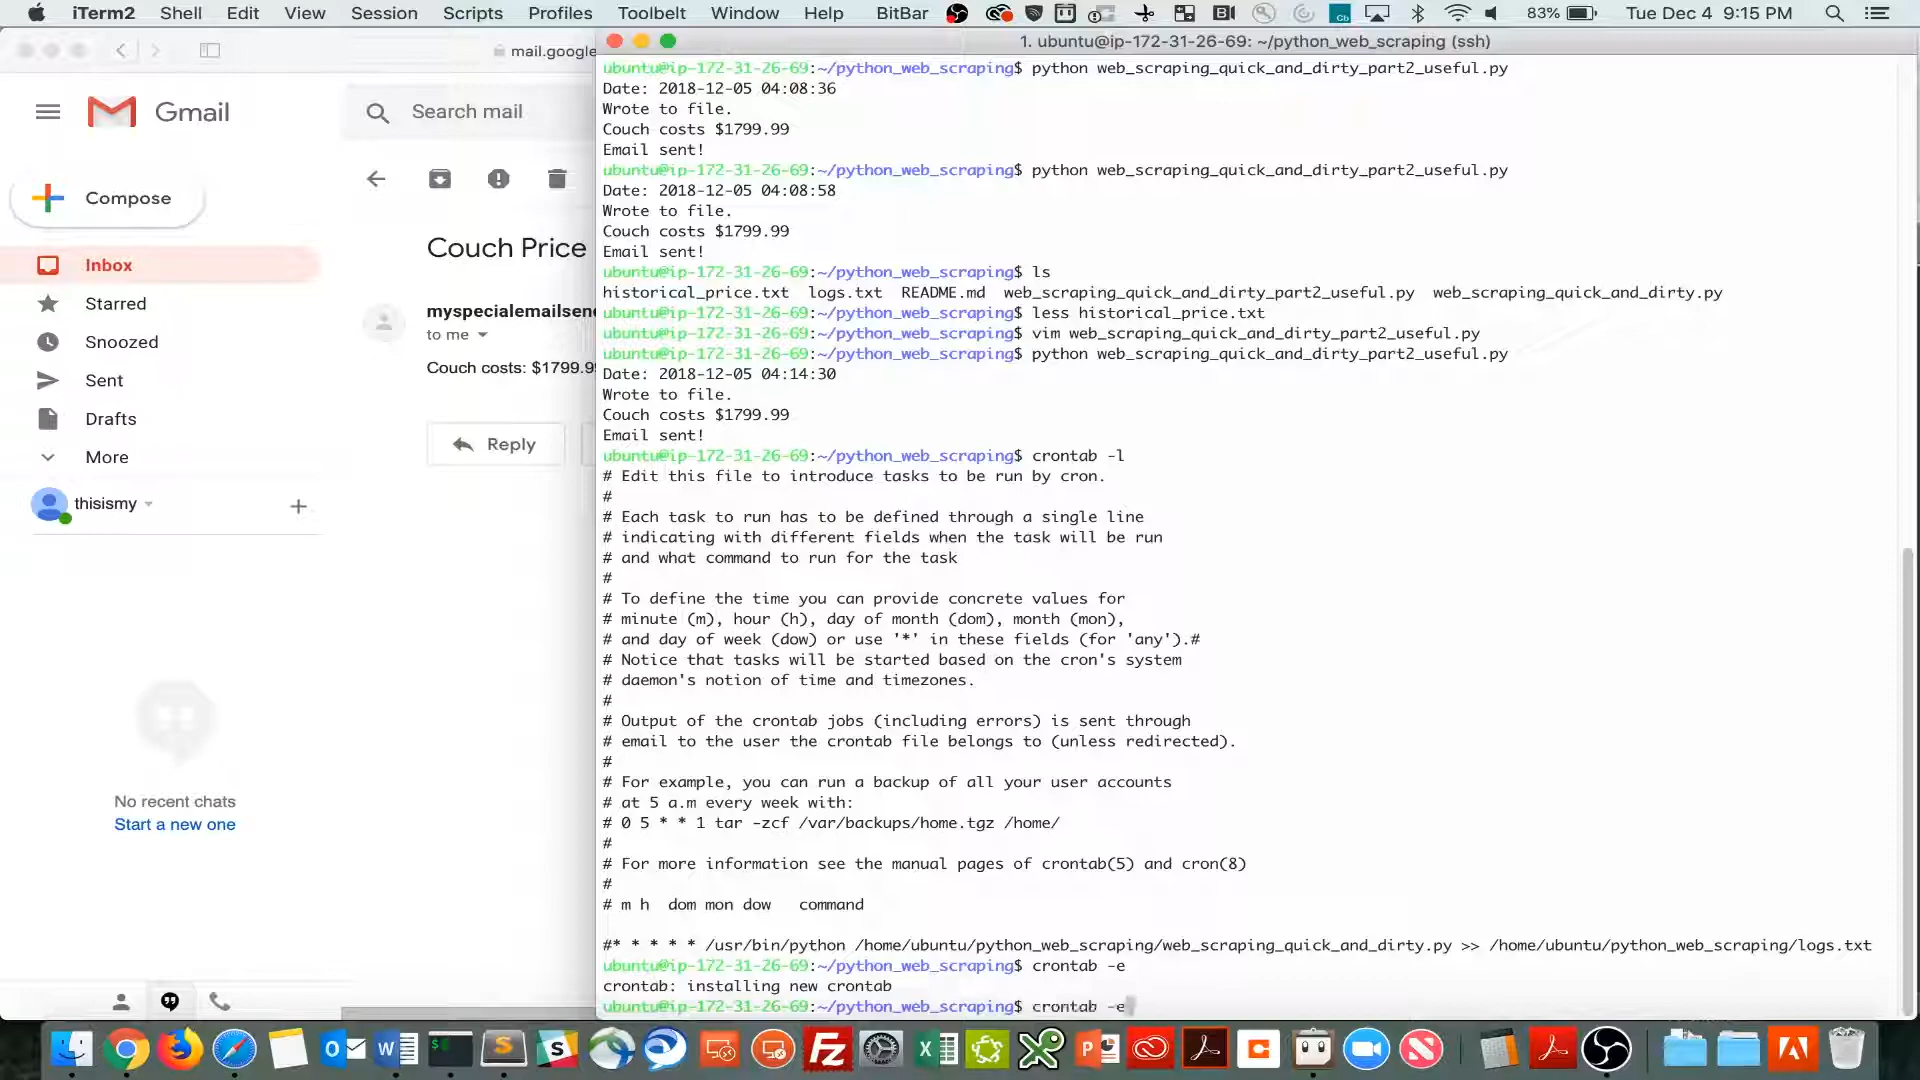 iTerm2 Shell Edit View Session Scripts Profiles Toolbelt Window Help BitBar 83% Tue Dec 4 9:15 PM
mail.google
1. ubuntu@ip-172-31-26-69: ~/python_web_scraping (ssh)
Gmail
Search mail
Compose
Inbox
Starred
Snoozed
Sent
Drafts
More
thisismy
No recent chats
Start a new one
Couch Price
myspecialemailsen
to me
Couch costs: $1799.9
Reply
ubuntu@ip-172-31-26-69:~/python_web_scraping$ python web_scraping_quick_and_dirty_part2_useful.py
Date: 2018-12-05 04:08:36
Wrote to file.
Couch costs $1799.99
Email sent!
ubuntu@ip-172-31-26-69:~/python_web_scraping$ python web_scraping_quick_and_dirty_part2_useful.py
Date: 2018-12-05 04:08:58
Wrote to file.
Couch costs $1799.99
Email sent!
ubuntu@ip-172-31-26-69:~/python_web_scraping$ ls
historical_price.txt logs.txt README.md web_scraping_quick_and_dirty_part2_useful.py web_scraping_quick_and_dirty.py
ubuntu@ip-172-31-26-69:~/python_web_scraping$ less historical_price.txt
ubuntu@ip-172-31-26-69:~/python_web_scraping$ vim web_scraping_quick_and_dirty_part2_useful.py
ubuntu@ip-172-31-26-69:~/python_web_scraping$ python web_scraping_quick_and_dirty_part2_useful.py
Date: 2018-12-05 04:14:30
Wrote to file.
Couch costs $1799.99
Email sent!
ubuntu@ip-172-31-26-69:~/python_web_scraping$ crontab -l
# Edit this file to introduce tasks to be run by cron.
#
# Each task to run has to be defined through a single line
# indicating with different fields when the task will be run
# and what command to run for the task
#
# To define the time you can provide concrete values for
# minute (m), hour (h), day of month (dom), month (mon),
# and day of week (dow) or use '*' in these fields (for 'any').#
# Notice that tasks will be started based on the cron's system
# daemon's notion of time and timezones.
#
# Output of the crontab jobs (including errors) is sent through
# email to the user the crontab file belongs to (unless redirected).
#
# For example, you can run a backup of all your user accounts
# at 5 a.m every week with:
# 0 5 * * 1 tar -zcf /var/backups/home.tgz /home/
#
# For more information see the manual pages of crontab(5) and cron(8)
#
# m h  dom mon dow   command
#* * * * * /usr/bin/python /home/ubuntu/python_web_scraping/web_scraping_quick_and_dirty.py >> /home/ubuntu/python_web_scraping/logs.txt
ubuntu@ip-172-31-26-69:~/python_web_scraping$ crontab -e
crontab: installing new crontab
ubuntu@ip-172-31-26-69:~/python_web_scraping$ crontab -e